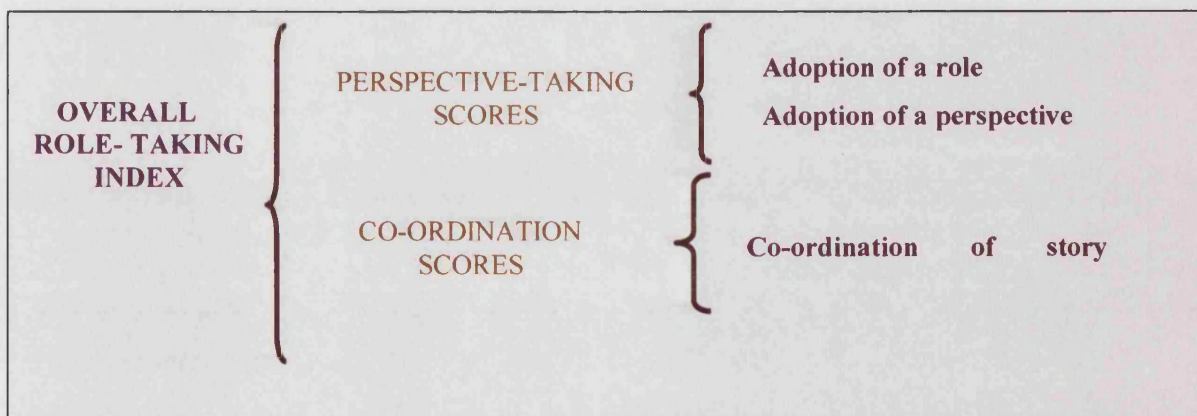 OVERALL
ROLE- TAKING
INDEX
PERSPECTIVE-TAKING
SCORES
Adoption of a role
Adoption of a perspective
CO-ORDINATION
SCORES
Co-ordination of story